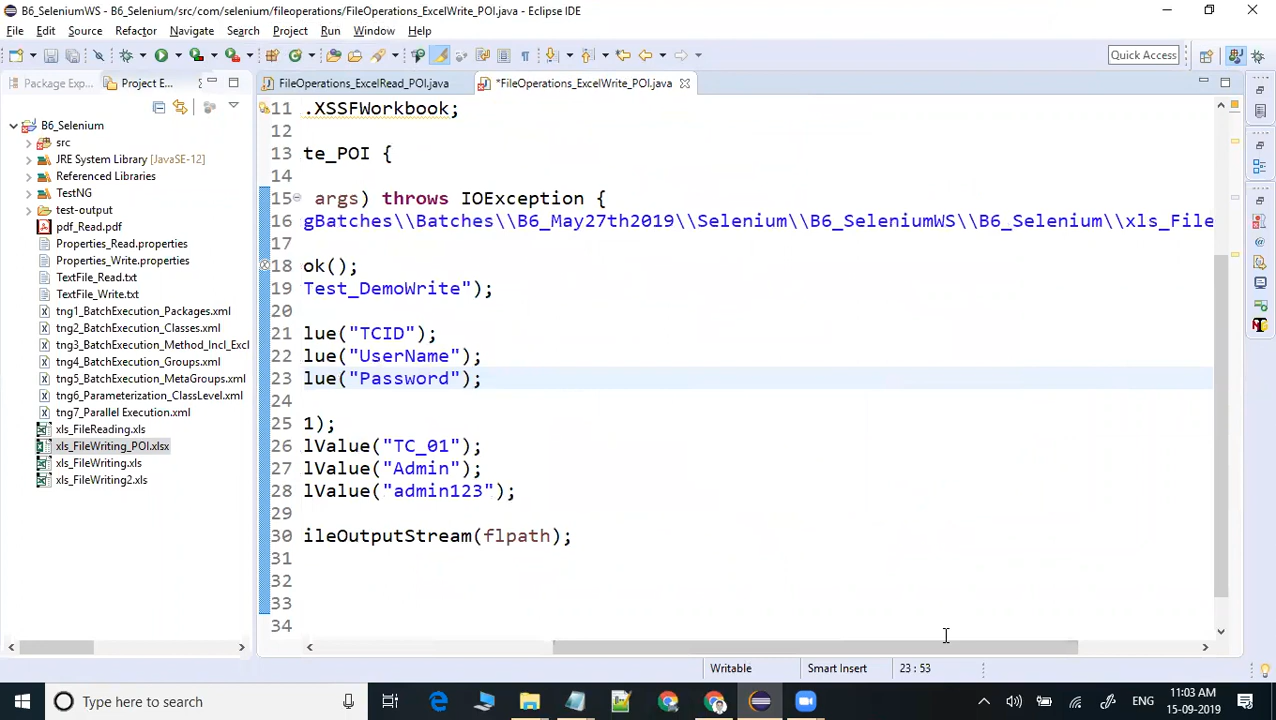 B6_SeleniumWS - B6_Selenium/src/com/selenium/fileoperations/FileOperations_ExcelWrite_POI.java - Eclipse IDE
File Edit Source Refactor Navigate Search Project Run Window Help
Quick Access
Package Exp... Project E...
FileOperations_ExcelRead_POI.java
*FileOperations_ExcelWrite_POI.java
B6_Selenium
src
JRE System Library [JavaSE-12]
Referenced Libraries
TestNG
test-output
pdf_Read.pdf
Properties_Read.properties
Properties_Write.properties
TextFile_Read.txt
TextFile_Write.txt
tng1_BatchExecution_Packages.xml
tng2_BatchExecution_Classes.xml
tng3_BatchExecution_Method_Incl_Excl
tng4_BatchExecution_Groups.xml
tng5_BatchExecution_MetaGroups.xml
tng6_Parameterization_ClassLevel.xml
tng7_Parallel Execution.xml
xls_FileReading.xls
xls_FileWriting_POI.xlsx
xls_FileWriting.xls
xls_FileWriting2.xls
11 .XSSFWorkbook;
12
13 te_POI {
14
15 args) throws IOException {
16 gBatches\\Batches\\B6_May27th2019\\Selenium\\B6_SeleniumWS\\B6_Selenium\\xls_File
17
18 ok();
19 Test_DemoWrite");
20
21 lue("TCID");
22 lue("UserName");
23 lue("Password");
24
25 1);
26 lValue("TC_01");
27 lValue("Admin");
28 lValue("admin123");
29
30 ileOutputStream(flpath);
31
32
33
34
Writable Smart Insert 23 : 53
Type here to search
ENG
11:03 AM
15-09-2019